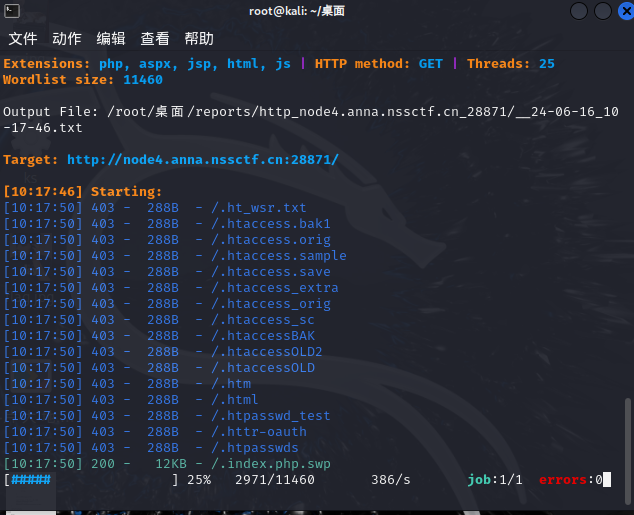 root@kali: ~/桌面
文件 动作 编辑 查看 帮助
Extensions: php, aspx, jsp, html, js | HTTP method: GET | Threads: 25
Wordlist size: 11460
Output File: /root/桌面/reports/http_node4.anna.nssctf.cn_28871/__24-06-16_10
-17-46.txt
Target: http://node4.anna.nssctf.cn:28871/
[10:17:46] Starting:
[10:17:50] 403 - 288B - /.ht_wsr.txt
[10:17:50] 403 - 288B - /.htaccess.bak1
[10:17:50] 403 - 288B - /.htaccess.orig
[10:17:50] 403 - 288B - /.htaccess.sample
[10:17:50] 403 - 288B - /.htaccess.save
[10:17:50] 403 - 288B - /.htaccess_extra
[10:17:50] 403 - 288B - /.htaccess_orig
[10:17:50] 403 - 288B - /.htaccess_sc
[10:17:50] 403 - 288B - /.htaccessBAK
[10:17:50] 403 - 288B - /.htaccessOLD2
[10:17:50] 403 - 288B - /.htaccessOLD
[10:17:50] 403 - 288B - /.htm
[10:17:50] 403 - 288B - /.html
[10:17:50] 403 - 288B - /.htpasswd_test
[10:17:50] 403 - 288B - /.httr-oauth
[10:17:50] 403 - 288B - /.htpasswds
[10:17:50] 200 - 12KB - /.index.php.swp
[##### ] 25% 2971/11460 386/s job:1/1 errors:0